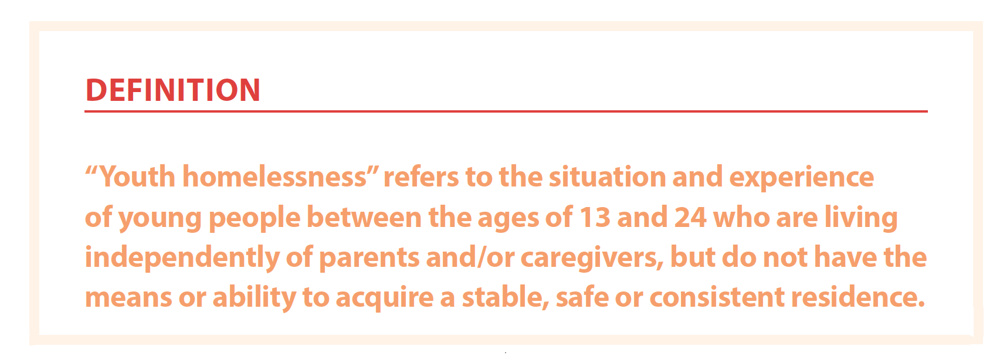 DEFINITION
“Youth homelessness” refers to the situation and experience
of young people between the ages of 13 and 24 who are living
independently of parents and/or caregivers, but do not have the
means or ability to acquire a stable, safe or consistent residence.